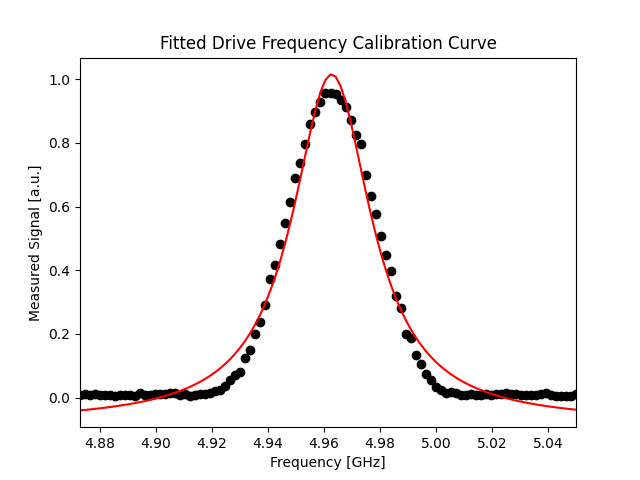 Fitted Drive Frequency Calibration Curve
Measured Signal [a.u.]
1.0
0.8
0.6
0.4
0.2
0.0
4.88 4.90 4.92 4.94 4.96 4.98 5.00 5.02 5.04
Frequency [GHz]